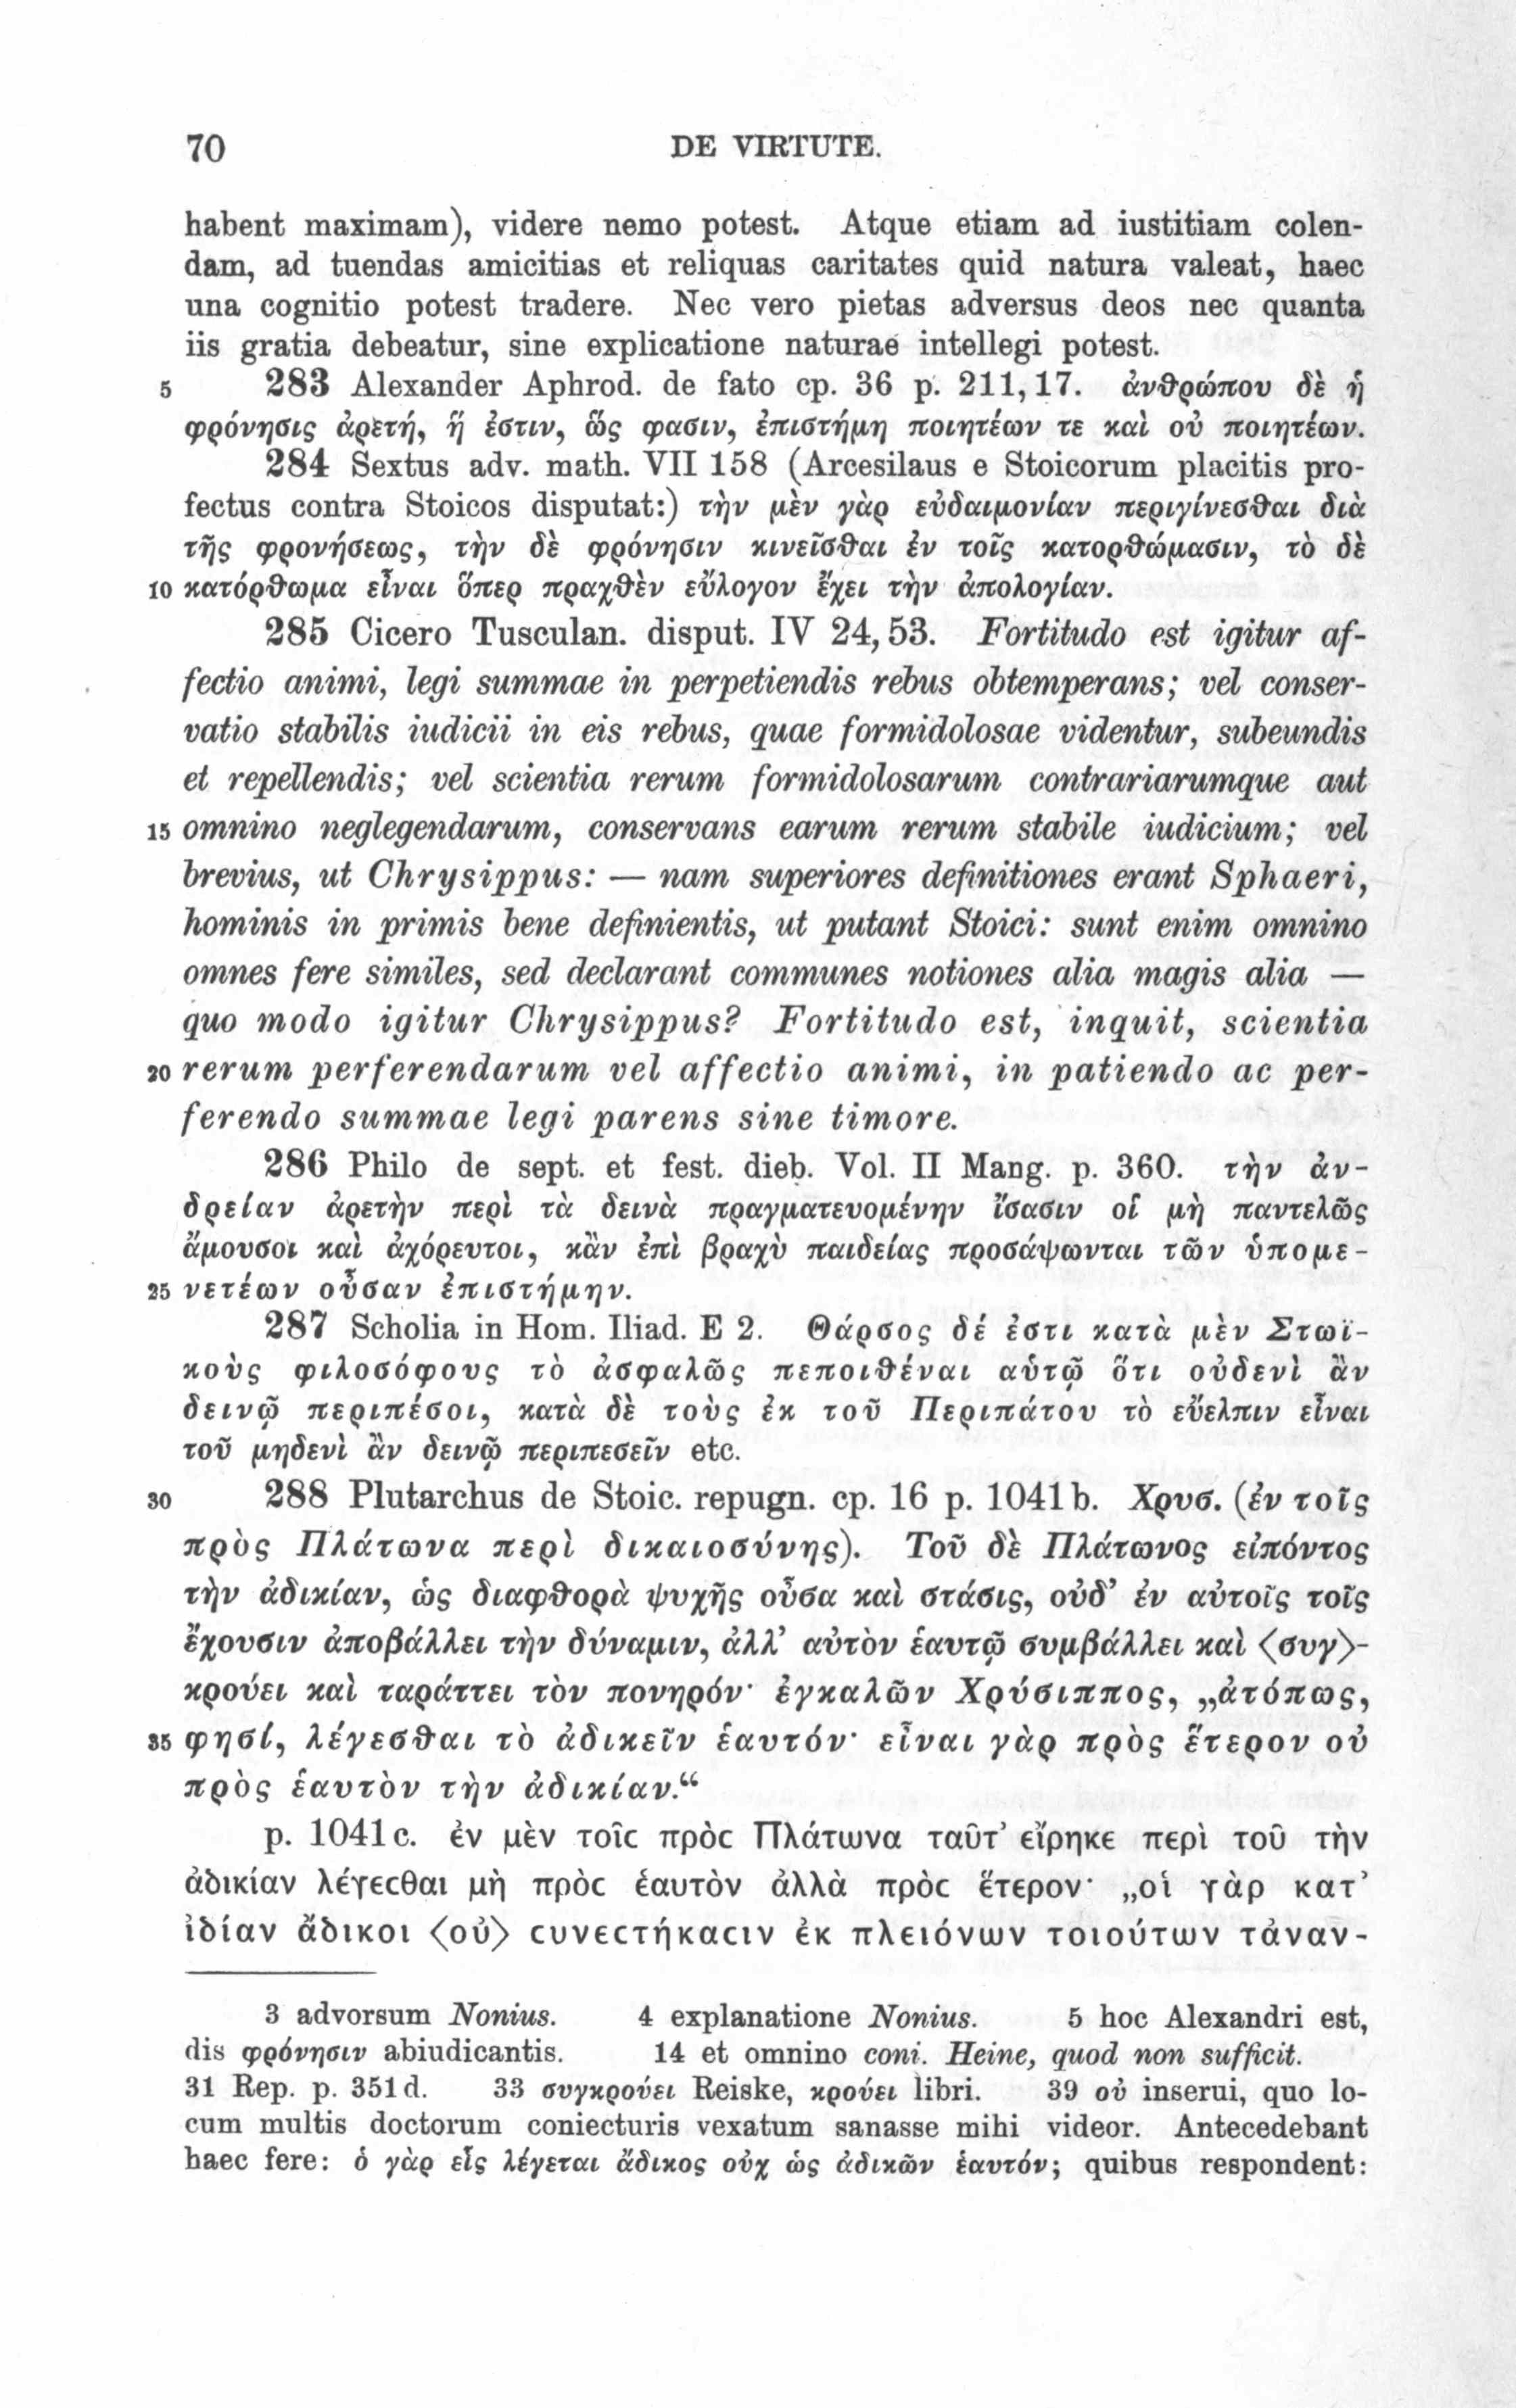 70 DE VIRTUTE.
habent maximam), videre nemo potest. Atque etiam ad iustitiam colen-
dam, ad tuendas amicitias et reliquas caritates quid natura valeat, haec
una cognitio potest tradere. Nec vero pietas adversus deos nec quanta
iis gratia debeatur, sine explicatione naturae intellegi potest.
5 283 Alexander Aphrod. de fato cp. 36 p. 211, 17. ἀνθρώπου δὲ ἡ
φρόνησις ἀρετή, ἥ ἐστιν, ὥς φασιν, ἐπιστήμη ποιητέων τε καὶ οὐ ποιητέων.
284 Sextus adv. math. VII 158 (Arcesilaus e Stoicorum placitis pro-
fectus contra Stoicos disputat:) τὴν μὲν γὰρ εὐδαιμονίαν περιγίνεσθαι διὰ
τῆς φρονήσεως, τὴν δὲ φρόνησιν κινεῖσθαι ἐν τοῖς κατορθώμασιν, τὸ δὲ
10 κατόρθωμα εἶναι ὅπερ πραχθὲν εὔλογον ἔχει τὴν ἀπολογίαν.
285 Cicero Tusculan. disput. IV 24, 53. Fortitudo est igitur af-
fectio animi, legi summae in perpetiendis rebus obtemperans; vel conser-
vatio stabilis iudicii in eis rebus, quae formidolosae videntur, subeundis
et repellendis; vel scientia rerum formidolosarum contrariarumque aut
15 omnino neglegendarum, conservans earum rerum stabile iudicium; vel
brevius, ut Chrysippus: — nam superiores definitiones erant Sphaeri,
hominis in primis bene definientis, ut putant Stoici: sunt enim omnino
omnes fere similes, sed declarant communes notiones alia magis alia —
quo modo igitur Chrysippus? Fortitudo est, inquit, scientia
20 rerum perferendarum vel affectio animi, in patiendo ac per-
ferendo summae legi parens sine timore.
286 Philo de sept. et fest. dieb. Vol. II Mang. p. 360. τὴν ἀν-
δρείαν ἀρετὴν περὶ τὰ δεινὰ πραγματευομένην ἴσασιν οἱ μὴ παντελῶς
ἄμουσοι καὶ ἀχόρευτοι, κἂν ἐπὶ βραχὺ παιδείας προσάψωνται τῶν ὑπομε-
25 νετέων οὖσαν ἐπιστήμην.
287 Scholia in Hom. Iliad. E 2. Θάρσος δέ ἐστι κατὰ μὲν Στωϊ-
κοὺς φιλοσόφους τὸ ἀσφαλῶς πεποιθέναι αὑτῷ ὅτι οὐδενὶ ἂν
δεινῷ περιπέσοι, κατὰ δὲ τοὺς ἐκ τοῦ Περιπάτου τὸ εὔελπιν εἶναι
τοῦ μηδενὶ ἂν δεινῷ περιπεσεῖν etc.
30 288 Plutarchus de Stoic. repugn. cp. 16 p. 1041 b. Χρυσ. (ἐν τοῖς
πρὸς Πλάτωνα περὶ δικαιοσύνης). Τοῦ δὲ Πλάτωνος εἰπόντος
τὴν ἀδικίαν, ὡς διαφθορὰ ψυχῆς οὖσα καὶ στάσις, οὐδ’ ἐν αὐτοῖς τοῖς
ἔχουσιν ἀποβάλλει τὴν δύναμιν, ἀλλ’ αὐτὸν ἑαυτῷ συμβάλλει καὶ ⟨συγ⟩-
κρούει καὶ ταράττει τὸν πονηρόν· ἐγκαλῶν Χρύσιππος, „ἀτόπως,
35 φησί, λέγεσθαι τὸ ἀδικεῖν ἑαυτόν· εἶναι γὰρ πρὸς ἕτερον οὐ
πρὸς ἑαυτὸν τὴν ἀδικίαν.“
p. 1041 c. ἐν μὲν τοῖc πρὸc Πλάτωνα ταῦτ’ εἴρηκε περὶ τοῦ τὴν
ἀδικίαν λέγεcθαι μὴ πρὸc ἑαυτὸν ἀλλὰ πρὸc ἕτερον· „οἱ γὰρ κατ’
ἰδίαν ἄδικοι ⟨οὐ⟩ cυνεcτήκαcιν ἐκ πλειόνων τοιούτων τἀναν-
3 advorsum Nonius. 4 explanatione Nonius. 5 hoc Alexandri est,
dis φρόνησιν abiudicantis. 14 et omnino coni. Heine, quod non sufficit.
31 Rep. p. 351 d. 33 συγκρούει Reiske, κρούει libri. 39 οὐ inserui, quo lo-
cum multis doctorum coniecturis vexatum sanasse mihi videor. Antecedebant
haec fere: ὁ γὰρ εἷς λέγεται ἄδικος οὐχ ὡς ἀδικῶν ἑαυτόν; quibus respondent: